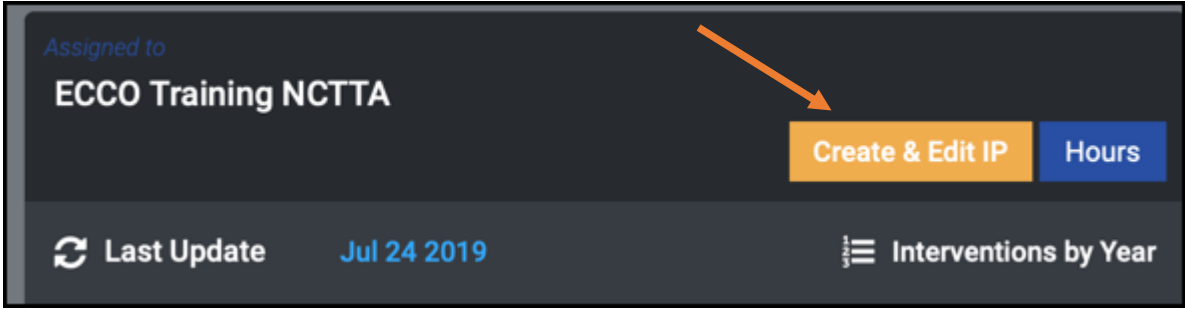 Assigned to
ECCO Training NCTTA
Create & Edit IP
Hours
Last Update
Jul 24 2019
Interventions by Year